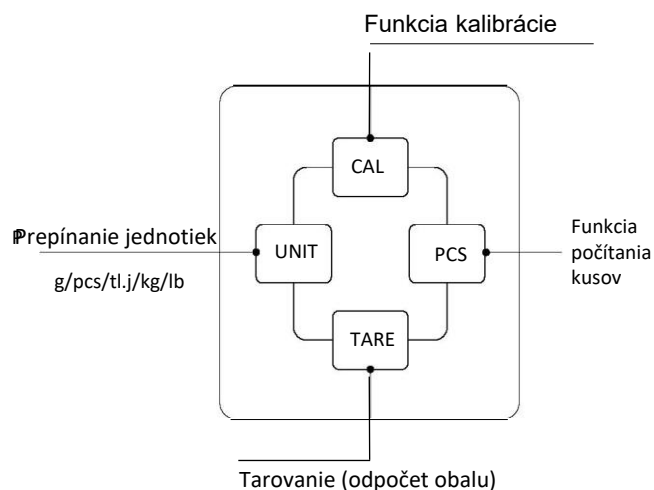 Funkcia kalibrácie
CAL
Prepínanie jednotiek
g/pcs/tl.j/kg/lb
UNIT
PCS
Funkcia
počítania
kusov
TARE
Tarovanie (odpočet obalu)